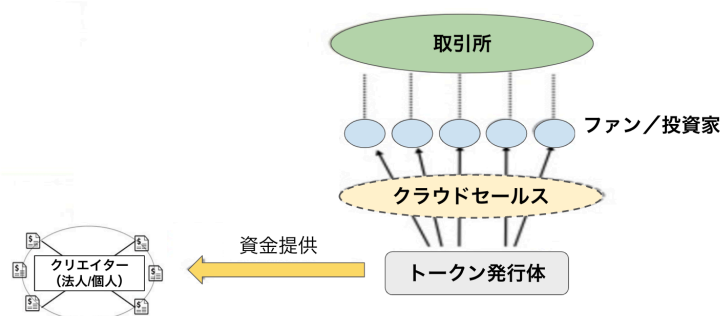 取引所
ファン／投資家
クラウドセールス
資金提供
クリエイター
（法人/個人）
トークン発行体
$
$
$
$
$
$